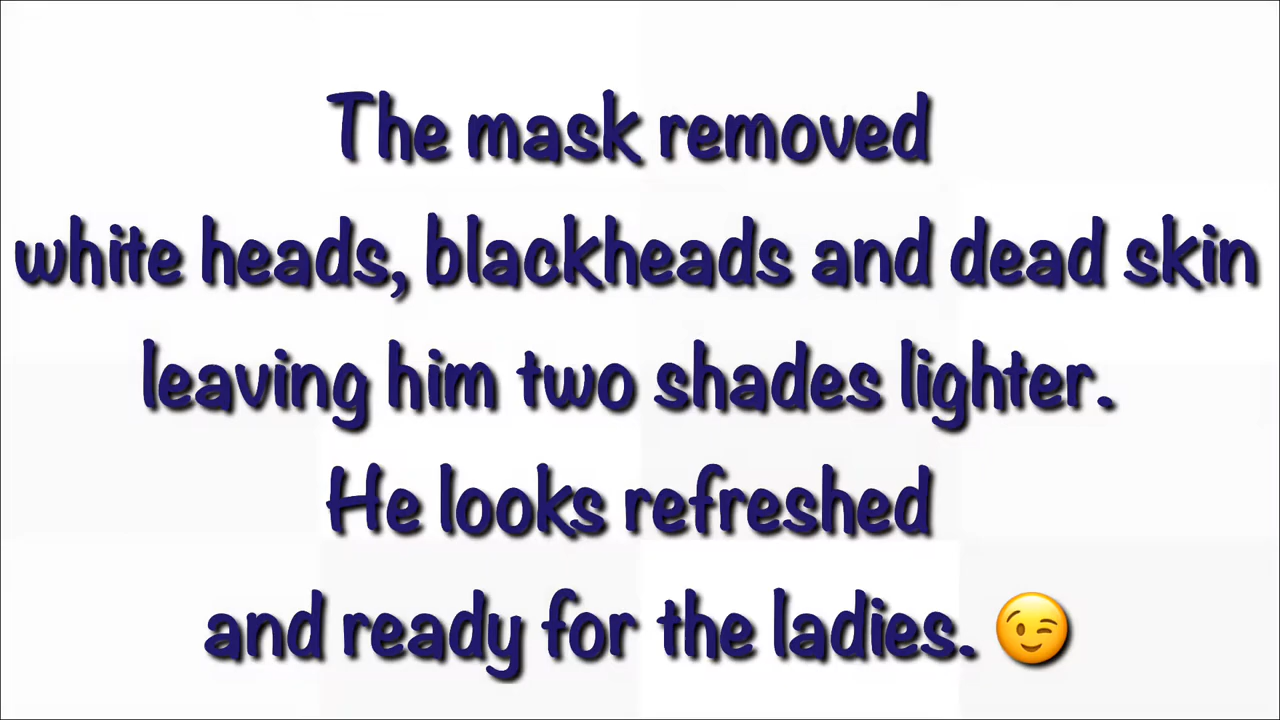 The mask removed
white heads, blackheads and dead skin
leaving him two shades lighter.
He looks refreshed
and ready for the ladies. 😉